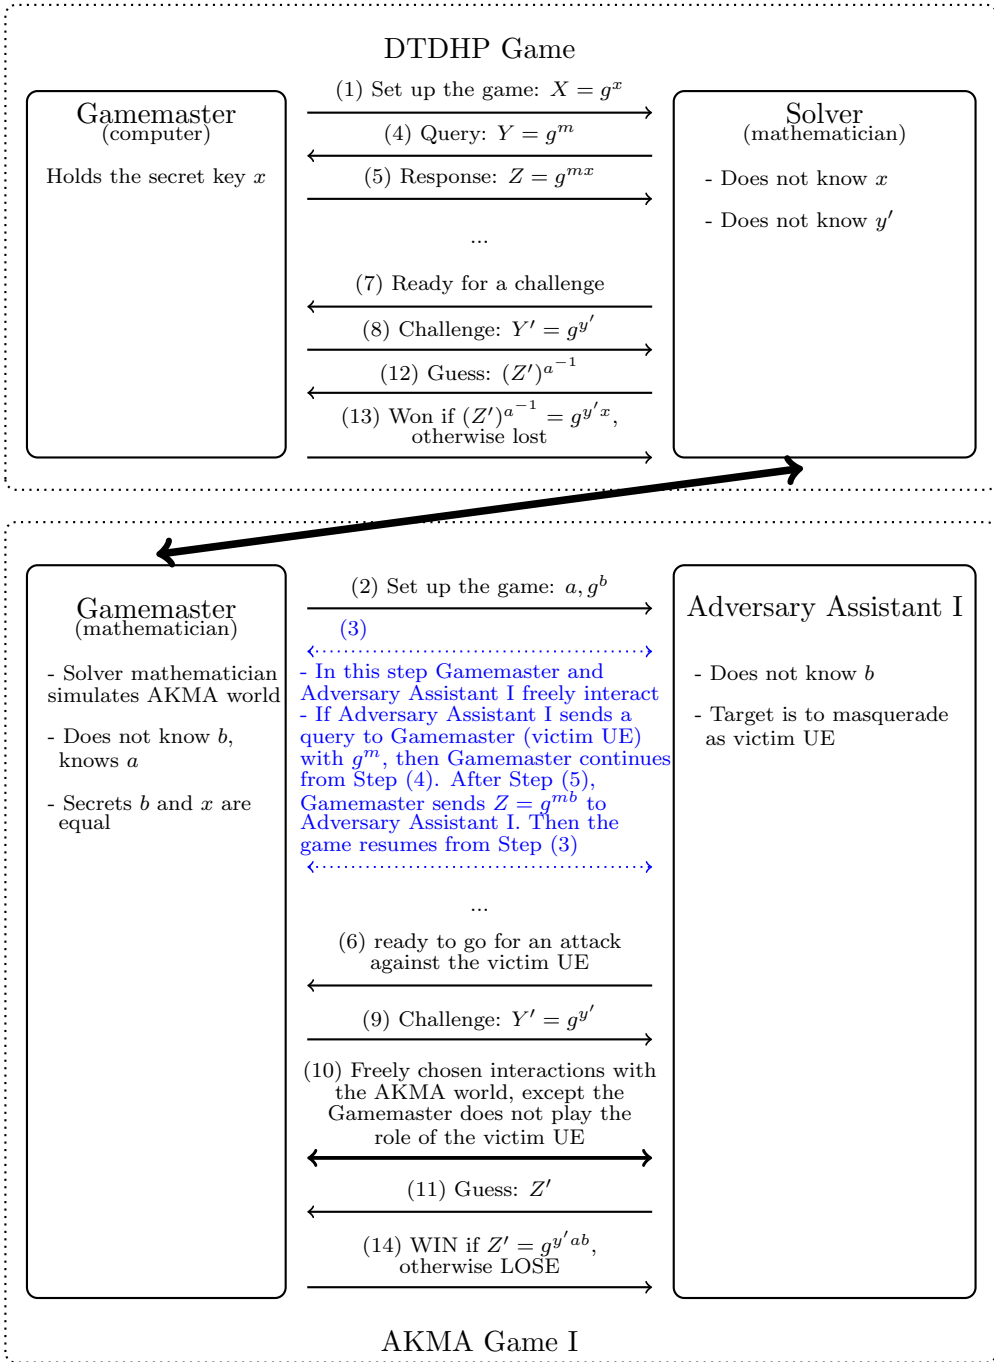 DTDHP Game
Gamemaster
(computer)
Holds the secret key x
(1) Set up the game: X = g^x
(4) Query: Y = g^m
(5) Response: Z = g^{mx}
...
(7) Ready for a challenge
(8) Challenge: Y′ = g^{y′}
(12) Guess: (Z′)^{a^{−1}}
(13) Won if (Z′)^{a^{−1}} = g^{y′x},
otherwise lost
Solver
(mathematician)
- Does not know x
- Does not know y′
Gamemaster
(mathematician)
- Solver mathematician
simulates AKMA world
- Does not know b,
knows a
- Secrets b and x are
equal
(2) Set up the game: a, g^b
(3)
- In this step Gamemaster and
Adversary Assistant I freely interact
- If Adversary Assistant I sends a
query to Gamemaster (victim UE)
with g^m, then Gamemaster continues
from Step (4). After Step (5),
Gamemaster sends Z = g^{mb} to
Adversary Assistant I. Then the
game resumes from Step (3)
...
(6) ready to go for an attack
against the victim UE
(9) Challenge: Y′ = g^{y′}
(10) Freely chosen interactions with
the AKMA world, except the
Gamemaster does not play the
role of the victim UE
(11) Guess: Z′
(14) WIN if Z′ = g^{y′ab},
otherwise LOSE
Adversary Assistant I
- Does not know b
- Target is to masquerade
as victim UE
AKMA Game I